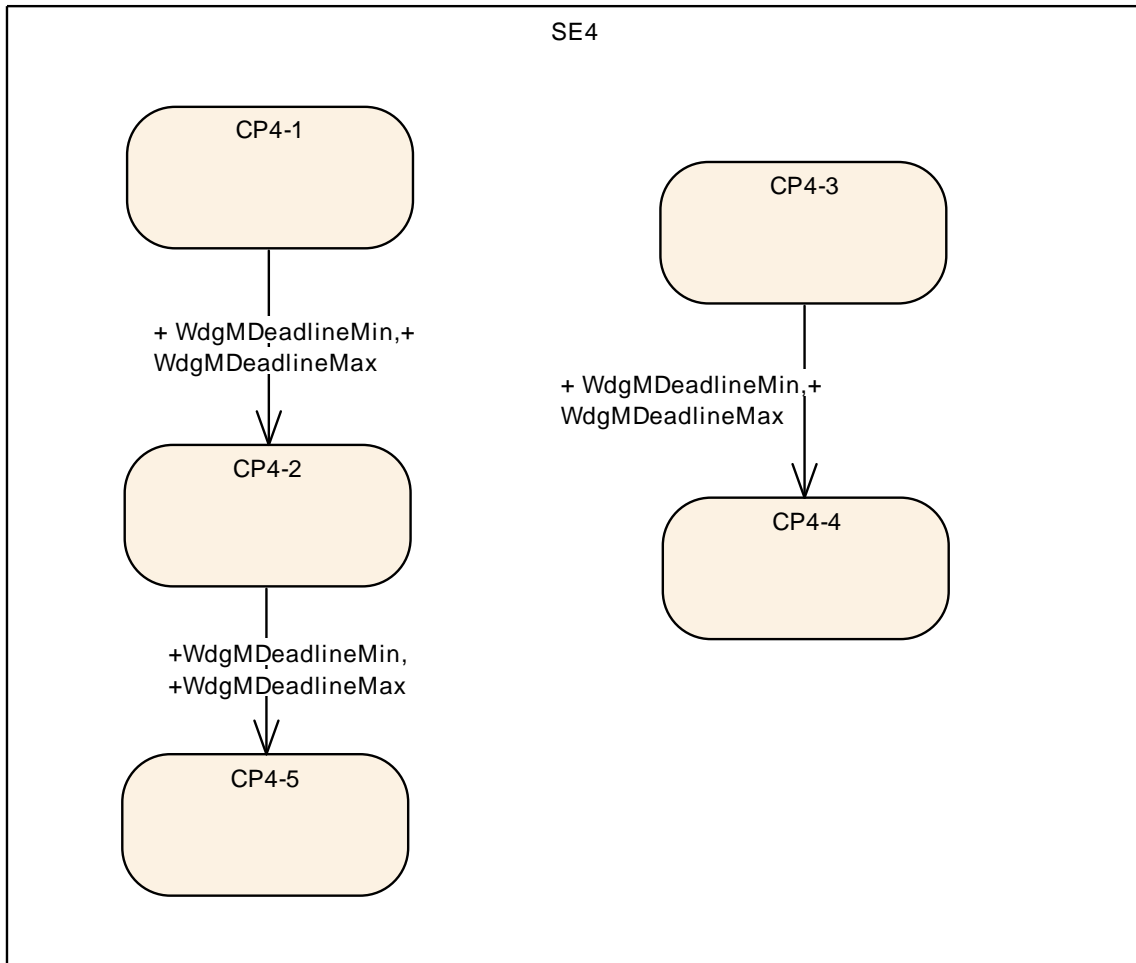 SE4
CP4-1
CP4-3
+ WdgMDeadlineMin,+
WdgMDeadlineMax
+ WdgMDeadlineMin,+
WdgMDeadlineMax
CP4-2
CP4-4
+WdgMDeadlineMin,
+WdgMDeadlineMax
CP4-5